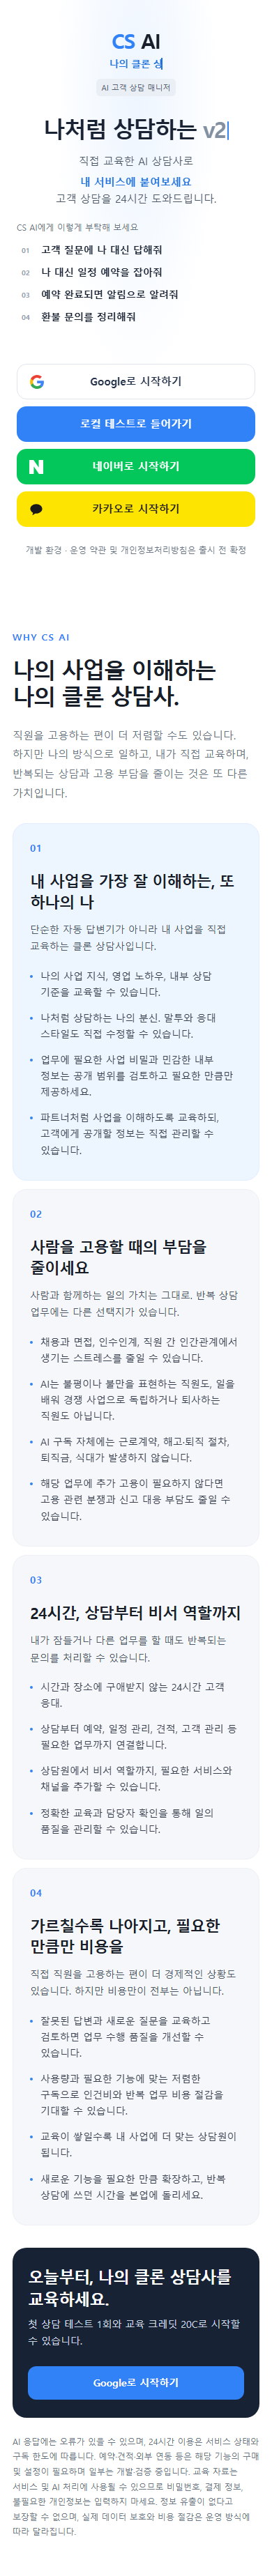 CS AI
나의 클론 상
AI 고객 상담 매니저
나처럼 상담하는 v2
직접 교육한 AI 상담사로
내 서비스에 붙여보세요
고객 상담을 24시간 도와드립니다.
CS AI에게 이렇게 부탁해 보세요
01 고객 질문에 나 대신 답해줘
02 나 대신 일정 예약을 잡아줘
03 예약 완료되면 알림으로 알려줘
04 환불 문의를 정리해줘
Google로 시작하기
로컬 테스트로 들어가기
네이버로 시작하기
카카오로 시작하기
개발 환경 · 운영 약관 및 개인정보처리방침은 출시 전 확정
WHY CS AI
나의 사업을 이해하는
나의 클론 상담사.
직원을 고용하는 편이 더 저렴할 수도 있습니다.
하지만 나의 방식으로 일하고, 내가 직접 교육하며,
반복되는 상담과 고용 부담을 줄이는 것은 또 다른
가치입니다.
01
내 사업을 가장 잘 이해하는, 또
하나의 나
단순한 자동 답변기가 아니라 내 사업을 직접
교육하는 클론 상담사입니다.
• 나의 사업 지식, 영업 노하우, 내부 상담
기준을 교육할 수 있습니다.
• 나처럼 상담하는 나의 분신. 말투와 응대
스타일도 직접 수정할 수 있습니다.
• 업무에 필요한 사업 비밀과 민감한 내부
정보는 공개 범위를 검토하고 필요한 만큼만
제공하세요.
• 파트너처럼 사업을 이해하도록 교육하되,
고객에게 공개할 정보는 직접 관리할 수
있습니다.
02
사람을 고용할 때의 부담을
줄이세요
사람과 함께하는 일의 가치는 그대로. 반복 상담
업무에는 다른 선택지가 있습니다.
• 채용과 면접, 인수인계, 직원 간 인간관계에서
생기는 스트레스를 줄일 수 있습니다.
• AI는 불평이나 불만을 표현하는 직원도, 일을
배워 경쟁 사업으로 독립하거나 퇴사하는
직원도 아닙니다.
• AI 구독 자체에는 근로계약, 해고·퇴직 절차,
퇴직금, 식대가 발생하지 않습니다.
• 해당 업무에 추가 고용이 필요하지 않다면
고용 관련 분쟁과 신고 대응 부담도 줄일 수
있습니다.
03
24시간, 상담부터 비서 역할까지
내가 잠들거나 다른 업무를 할 때도 반복되는
문의를 처리할 수 있습니다.
• 시간과 장소에 구애받지 않는 24시간 고객
응대.
• 상담부터 예약, 일정 관리, 견적, 고객 관리 등
필요한 업무까지 연결합니다.
• 상담원에서 비서 역할까지, 필요한 서비스와
채널을 추가할 수 있습니다.
• 정확한 교육과 담당자 확인을 통해 일의
품질을 관리할 수 있습니다.
04
가르칠수록 나아지고, 필요한
만큼만 비용을
직접 직원을 고용하는 편이 더 경제적인 상황도
있습니다. 하지만 비용만이 전부는 아닙니다.
• 잘못된 답변과 새로운 질문을 교육하고
검토하면 업무 수행 품질을 개선할 수
있습니다.
• 사용량과 필요한 기능에 맞는 저렴한
구독으로 인건비와 반복 업무 비용 절감을
기대할 수 있습니다.
• 교육이 쌓일수록 내 사업에 더 맞는 상담원이
됩니다.
• 새로운 기능을 필요한 만큼 확장하고, 반복
상담에 쓰던 시간을 본업에 돌리세요.
오늘부터, 나의 클론 상담사를
교육하세요.
첫 상담 테스트 1회와 교육 크레딧 20C로 시작할
수 있습니다.
Google로 시작하기
AI 응답에는 오류가 있을 수 있으며, 24시간 이용은 서비스 상태와
구독 한도에 따릅니다. 예약·견적·외부 연동 등은 해당 기능의 구매
및 설정이 필요하며 일부는 개발·검증 중입니다. 교육 자료는
서비스 및 AI 처리에 사용될 수 있으므로 비밀번호, 결제 정보,
불필요한 개인정보는 입력하지 마세요. 정보 유출이 없다고
보장할 수 없으며, 실제 데이터 보호와 비용 절감은 운영 방식에
따라 달라집니다.